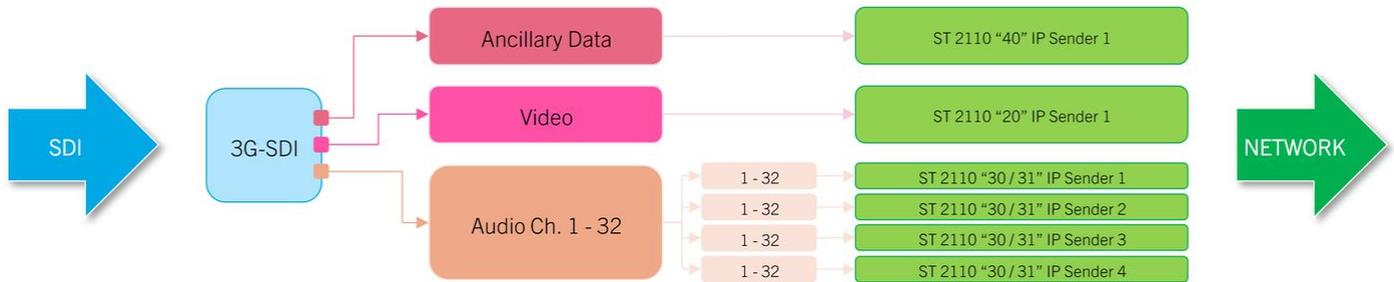 SDI
3G-SDI
Ancillary Data
ST 2110 “40” IP Sender 1
Video
ST 2110 “20” IP Sender 1
Audio Ch. 1 - 32
1 - 32
ST 2110 “30 / 31” IP Sender 1
1 - 32
ST 2110 “30 / 31” IP Sender 2
1 - 32
ST 2110 “30 / 31” IP Sender 3
1 - 32
ST 2110 “30 / 31” IP Sender 4
NETWORK